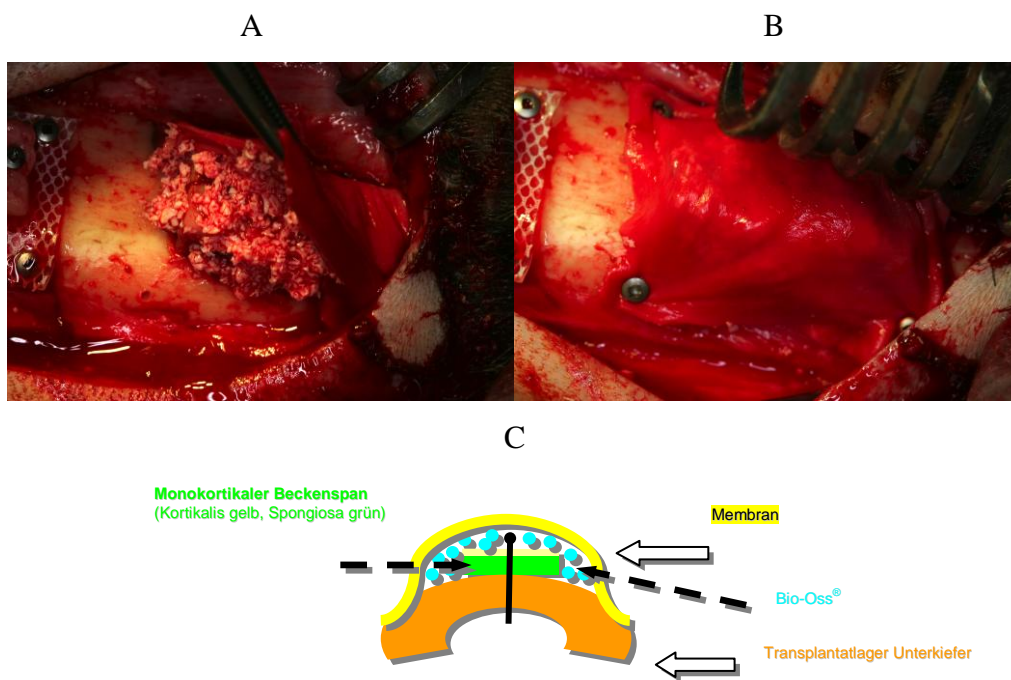 A
B
C
Monokortikaler Beckenspan
(Kortikalis gelb, Spongiosa grün)
Membran
Bio-Oss®
Transplantatlager Unterkiefer